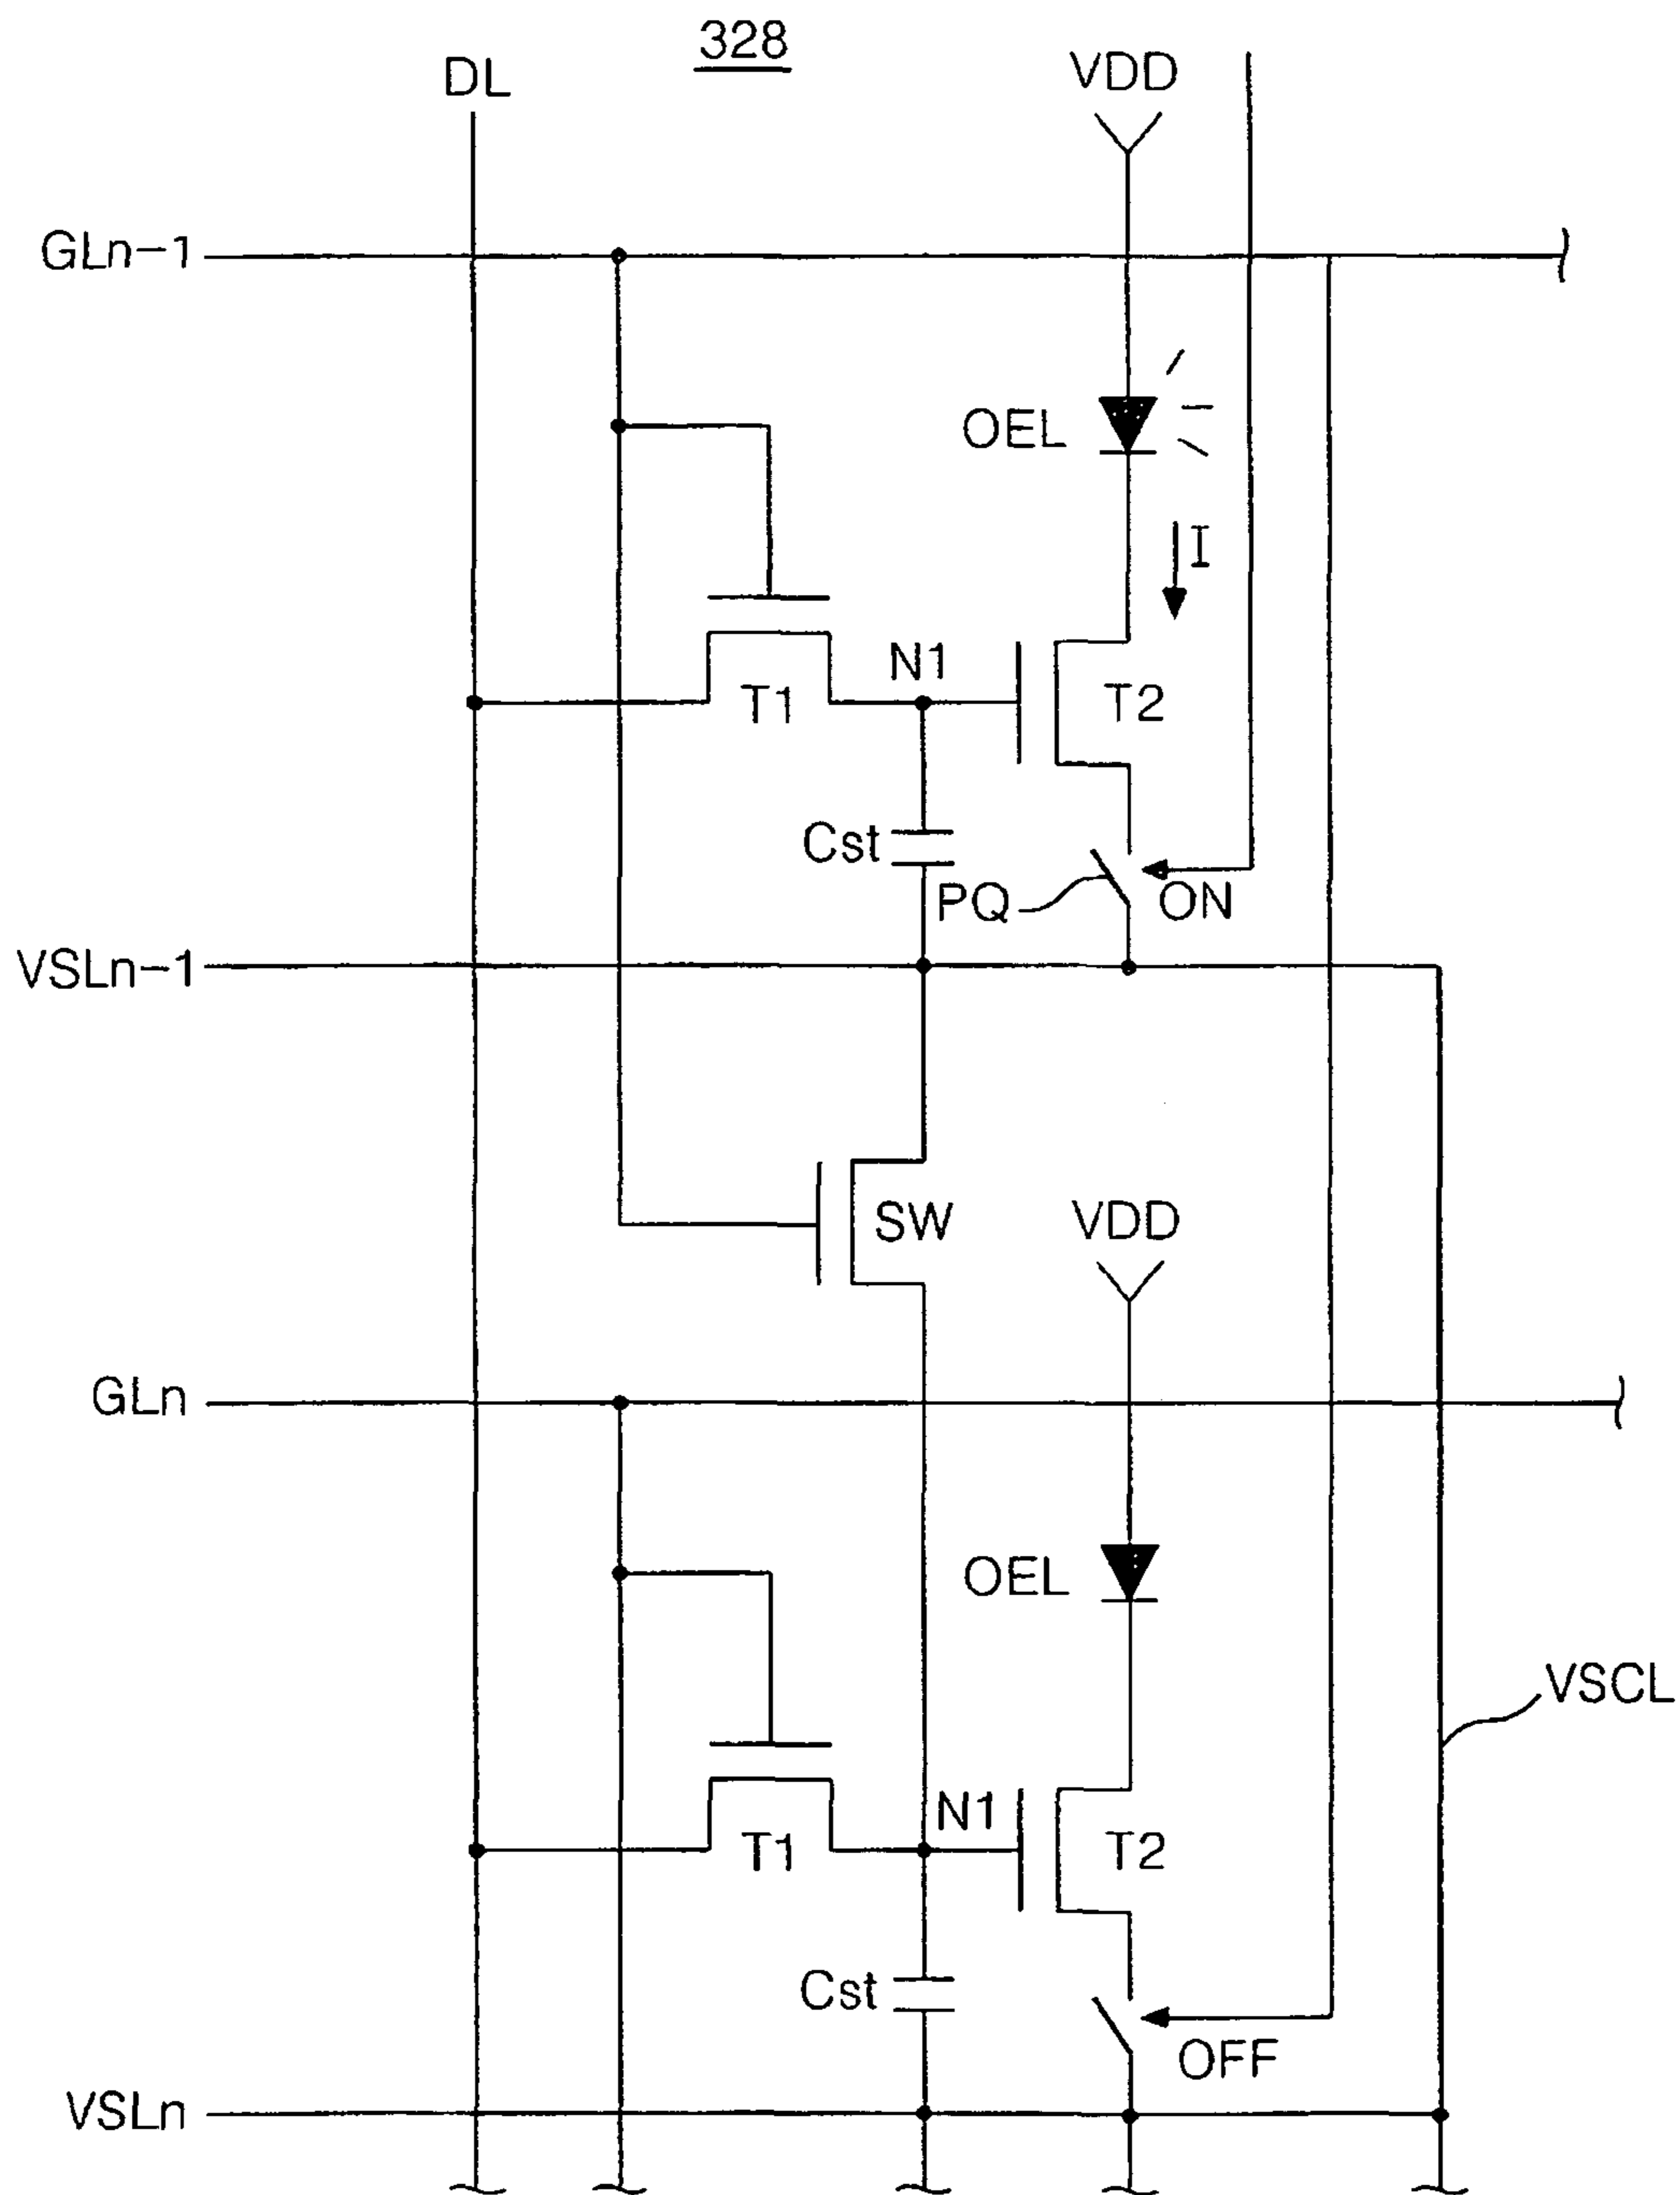 328
DL
VDD
GLn-1
OEL
I
N1
T1
T2
Cst
PQ
ON
VSLn-1
SW
VDD
GLn
OEL
VSCL
N1
T1
T2
Cst
OFF
VSLn